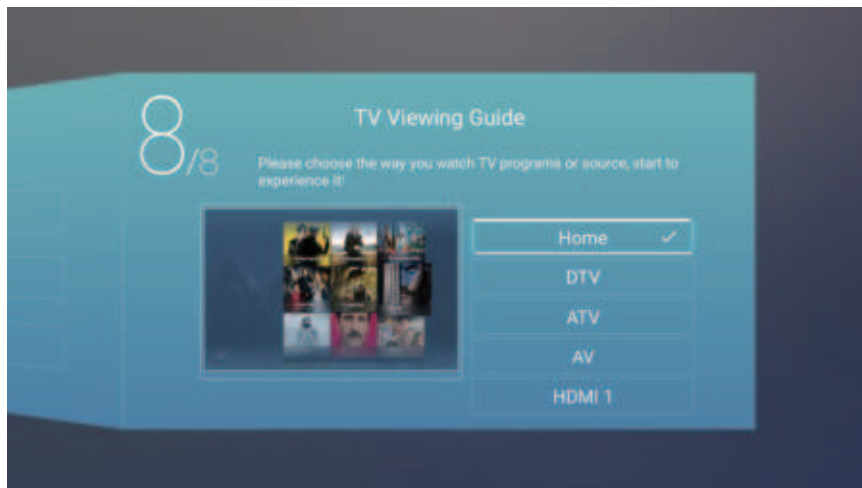 8/8
TV Viewing Guide
Please choose the way you watch TV programs or source, start to
experience it!
Home
DTV
ATV
AV
HDMI 1